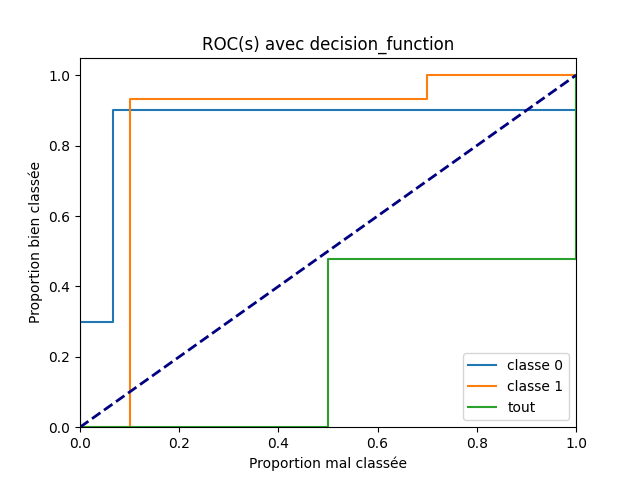 ROC(s) avec decision_function
Proportion bien classée
1.0
0.8
0.6
0.4
0.2
0.0
0.0 0.2 0.4 0.6 0.8 1.0
Proportion mal classée
classe 0
classe 1
tout